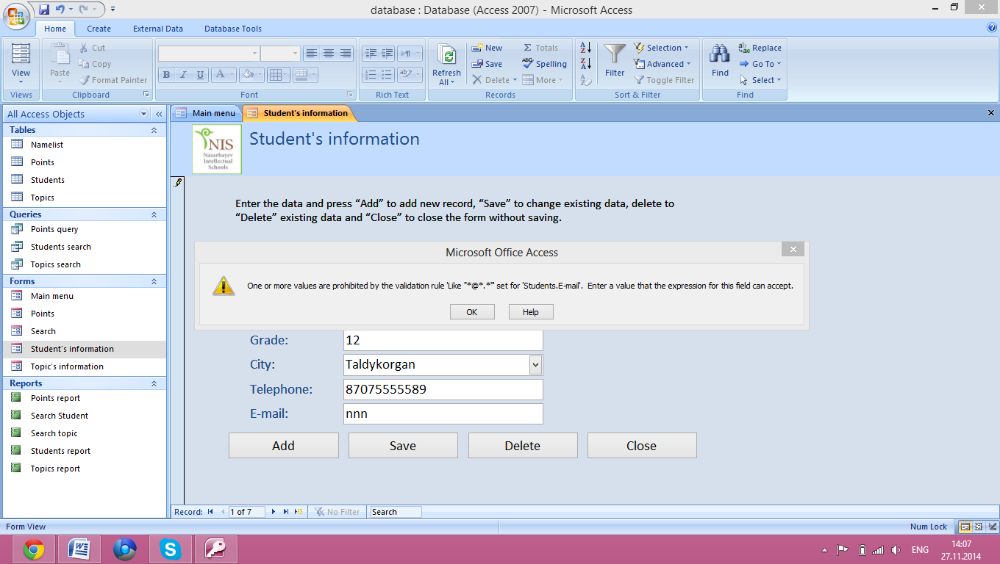 database : Database (Access 2007) - Microsoft Access
Home Create External Data Database Tools
View
Views
Paste
Cut
Copy
Format Painter
Clipboard
B I U A
Font
Rich Text
Refresh All
New
Save
Delete
Σ Totals
Spelling
More
Records
Filter
Selection
Advanced
Toggle Filter
Sort & Filter
Find
Replace
Go To
Select
Find
All Access Objects
Tables
Namelist
Points
Students
Topics
Queries
Points query
Students search
Topics search
Forms
Main menu
Points
Search
Student's information
Topic's information
Reports
Points report
Search Student
Search topic
Students report
Topics report
Main menu Student's information
NIS
Nazarbayev
Intellectual
Schools
Student's information
Enter the data and press “Add” to add new record, “Save” to change existing data, delete to
“Delete” existing data and “Close” to close the form without saving.
Microsoft Office Access
One or more values are prohibited by the validation rule 'Like "*@*.*"' set for 'Students.E-mail'. Enter a value that the expression for this field can accept.
OK Help
Grade: 12
City: Taldykorgan
Telephone: 87075555589
E-mail: nnn
Add Save Delete Close
Record: 1 of 7 No Filter Search
Form View Num Lock
ENG 14:07
27.11.2014